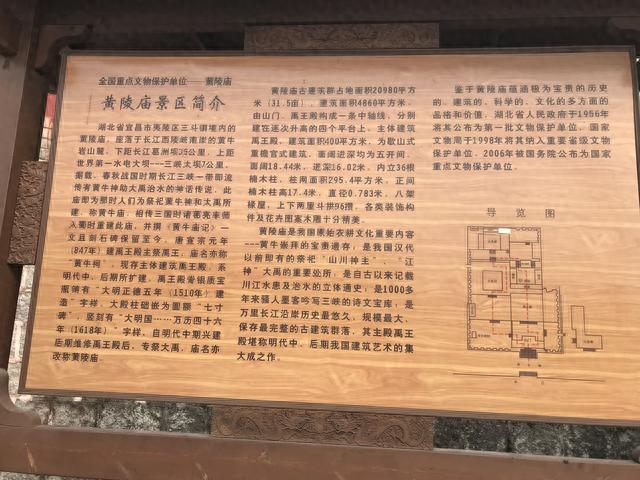 全国重点文物保护单位——黄陵庙
黄陵庙景区简介
湖北省宜昌市夷陵区三斗坪境内的
黄陵庙，座落于长江西陵峡南岸的黄牛
岩山麓，下距长江葛洲坝25公里，上距
世界第一水电大坝---三峡大坝7公里。
据载，春秋战国时期长江三峡一带即流
传有黄牛神助大禹治水的神话传说，此
庙即为那时人们为祭祀黄牛神和大禹所
建，称黄牛庙，相传三国时诸葛亮率师
入蜀时重建此庙，并撰《黄牛庙记》一
文且刻石碑保留至今。唐宣宗元年
（847年）建禹王殿主祭禹王，庙名亦称
"黄牛祠"，现存主体建筑禹王殿，系
明代中、后期所扩建，禹王殿脊银质宝
瓶镌有"大明正德五年（1510年）建
造"字样，大殿柱础嵌为圆额"七寸
碑"，竖刻有"大明国……万历四十六
年（1618年）"字样，自明代中期兴建
后期维修禹王殿后，专祭大禹，庙名亦
改称黄陵庙。
黄陵庙古建筑群占地面积20980平方
米（31.5亩），建筑面积4860平方米，
由山门、禹王殿构成一条中轴线，分别
建筑逐次升高的四个平台上，主体建筑
禹王殿，建筑面积400平方米，为歇山式
重檐宫式建筑，面阔进深均为五开间，
面阔18.44米，进深16.02米，内立36根
楠木柱，柱网面积295.4平方米，正间
楠木柱高17.4米，直径0.783米，八架
椽屋，上下两厦斗拱96攒，各类装饰构
件及花卉图案木雕十分精美。
黄陵庙是我国原始农耕文化重要内容
---黄牛崇拜的宝贵遗存，是我国汉代
以前即有的祭祀"山川神主"、"江
神"大禹的重要处所，是自古以来记载
川江水患及治水的立体通史，是1000多
年来骚人墨客吟写三峡的诗文宝库，是
万里长江沿岸历史最悠久、规模最大、
保存最完整的古建筑群落，其主殿禹王
殿堪称明代中、后期我国建筑艺术的集
大成之作。
鉴于黄陵庙蕴涵极为宝贵的历史
的、建筑的、科学的、文化的多方面的
品格和价值，湖北省人民政府于1956年
将其公布为第一批文物保护单位。国家
文物局于1998年将其纳入重要省级文物
保护单位。2006年被国务院公布为国家
重点文物保护单位。
导览图